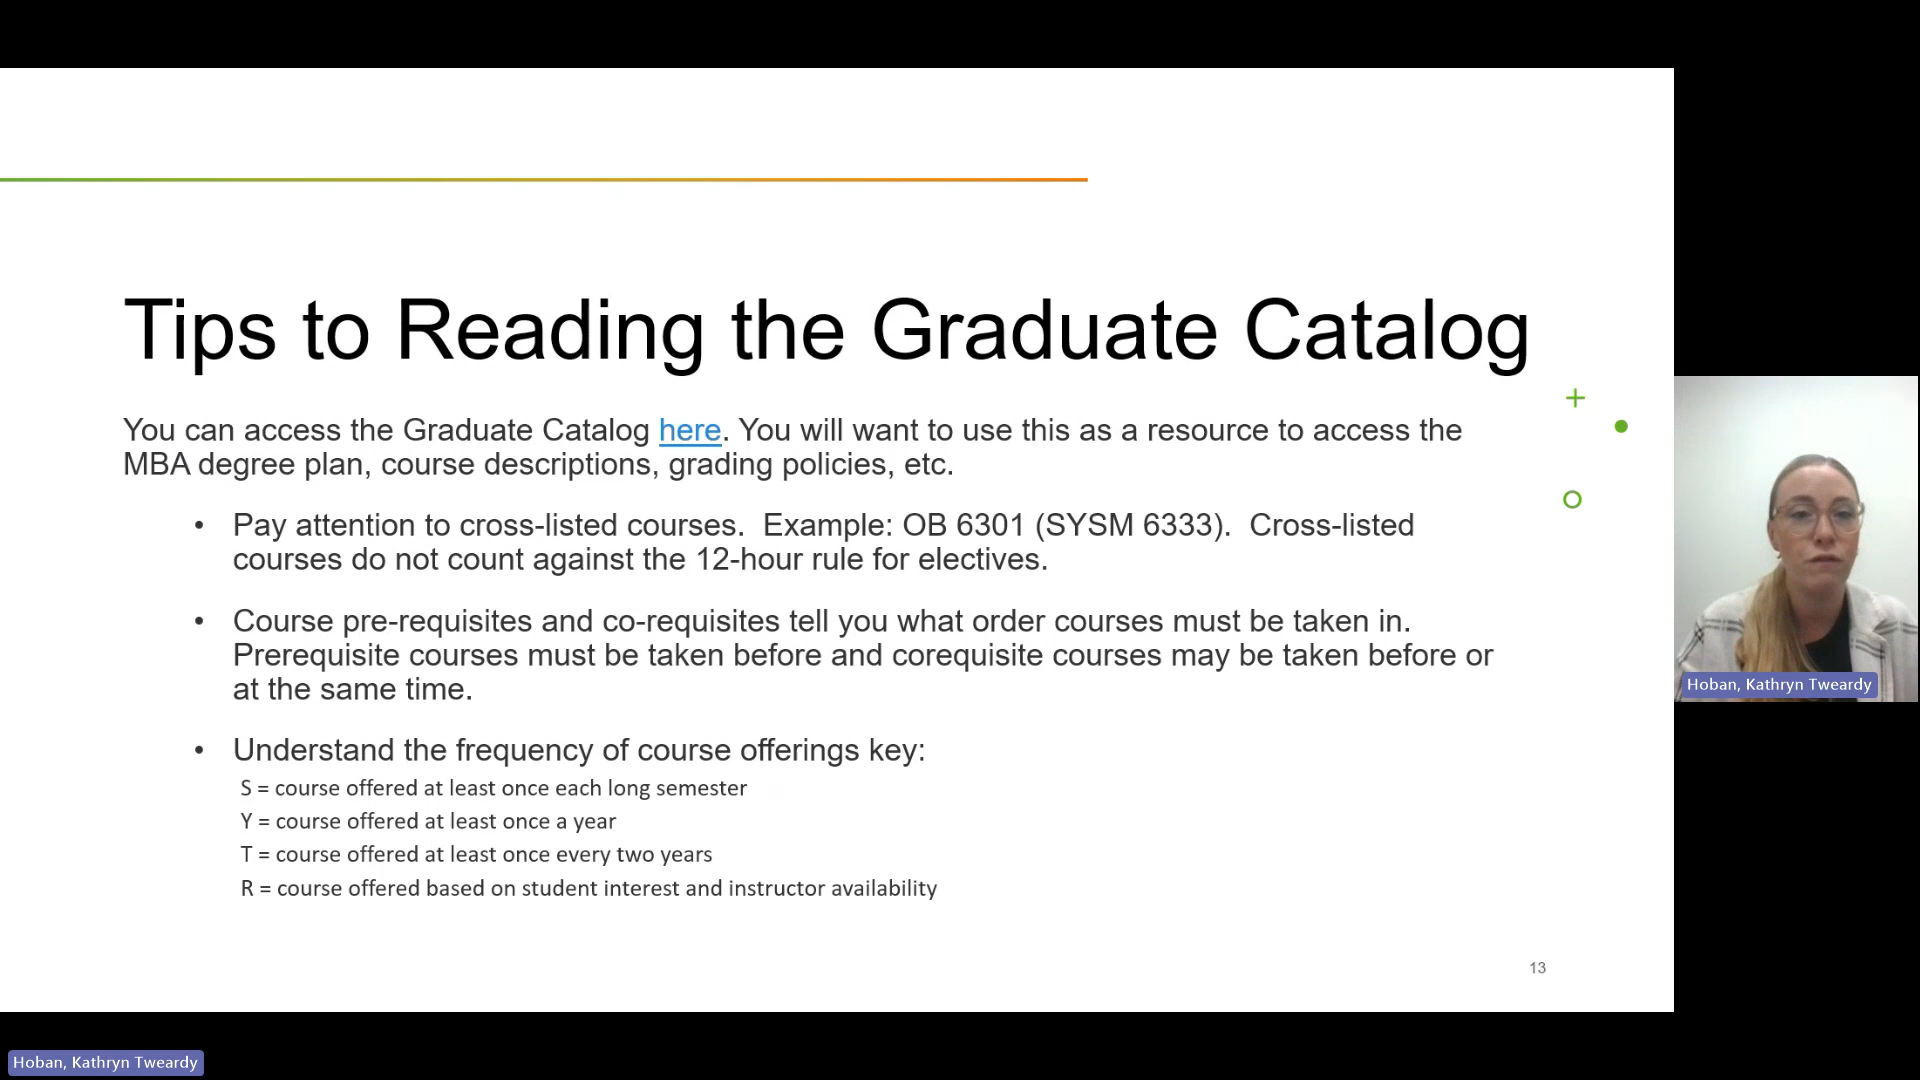 Tips to Reading the Graduate Catalog
You can access the Graduate Catalog here. You will want to use this as a resource to access the
MBA degree plan, course descriptions, grading policies, etc.
• Pay attention to cross-listed courses.  Example: OB 6301 (SYSM 6333).  Cross-listed
courses do not count against the 12-hour rule for electives.
• Course pre-requisites and co-requisites tell you what order courses must be taken in.
Prerequisite courses must be taken before and corequisite courses may be taken before or
at the same time.
• Understand the frequency of course offerings key:
S = course offered at least once each long semester
Y = course offered at least once a year
T = course offered at least once every two years
R = course offered based on student interest and instructor availability
13
Hoban, Kathryn Tweardy
Hoban, Kathryn Tweardy